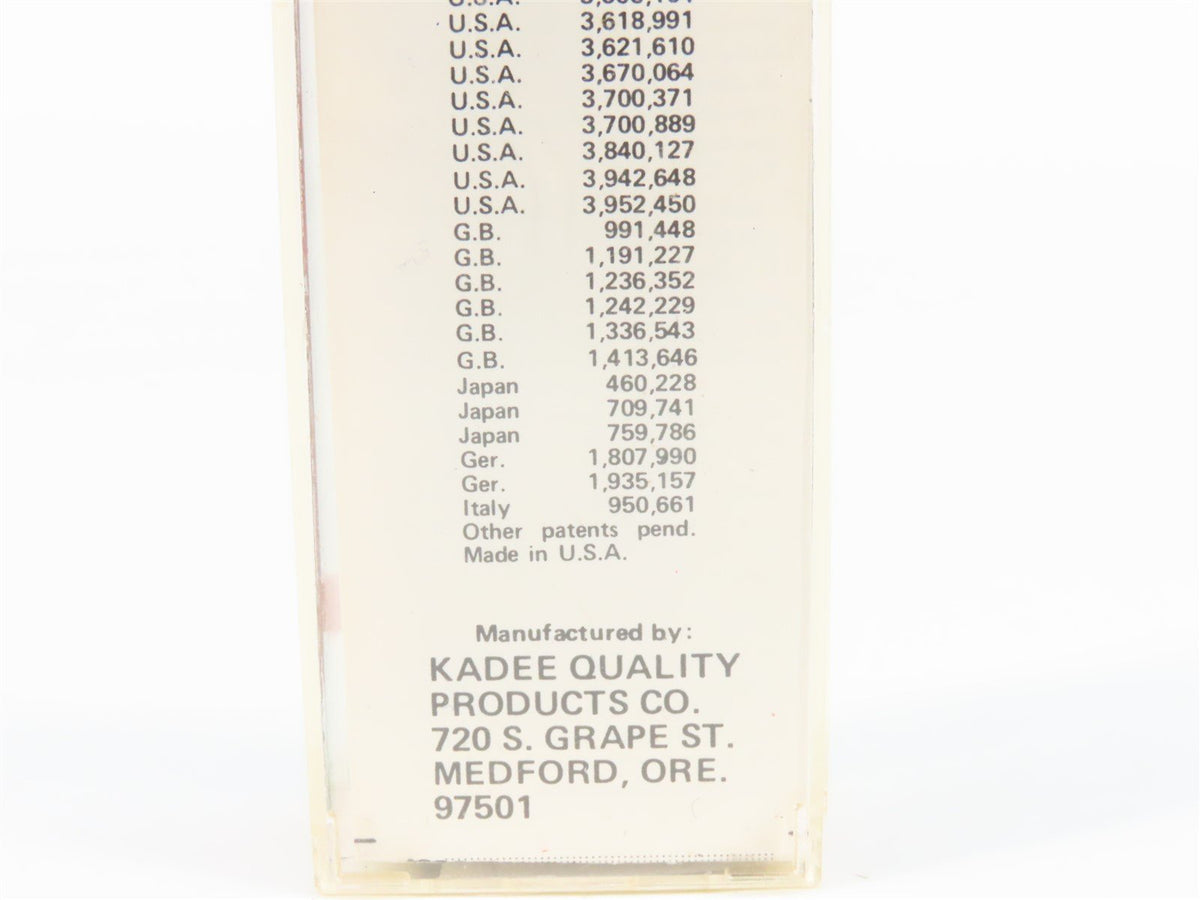 U.S.A.
U.S.A. 3,618,991
U.S.A. 3,621,610
U.S.A. 3,670,064
U.S.A. 3,700,371
U.S.A. 3,700,889
U.S.A. 3,840,127
U.S.A. 3,942,648
U.S.A. 3,952,450
G.B. 991,448
G.B. 1,191,227
G.B. 1,236,352
G.B. 1,242,229
G.B. 1,336,543
G.B. 1,413,646
Japan 460,228
Japan 709,741
Japan 759,786
Ger. 1,807,990
Ger. 1,935,157
Italy 950,661
Other patents pend.
Made in U.S.A.
Manufactured by:
KADEE QUALITY
PRODUCTS CO.
720 S. GRAPE ST.
MEDFORD, ORE.
97501